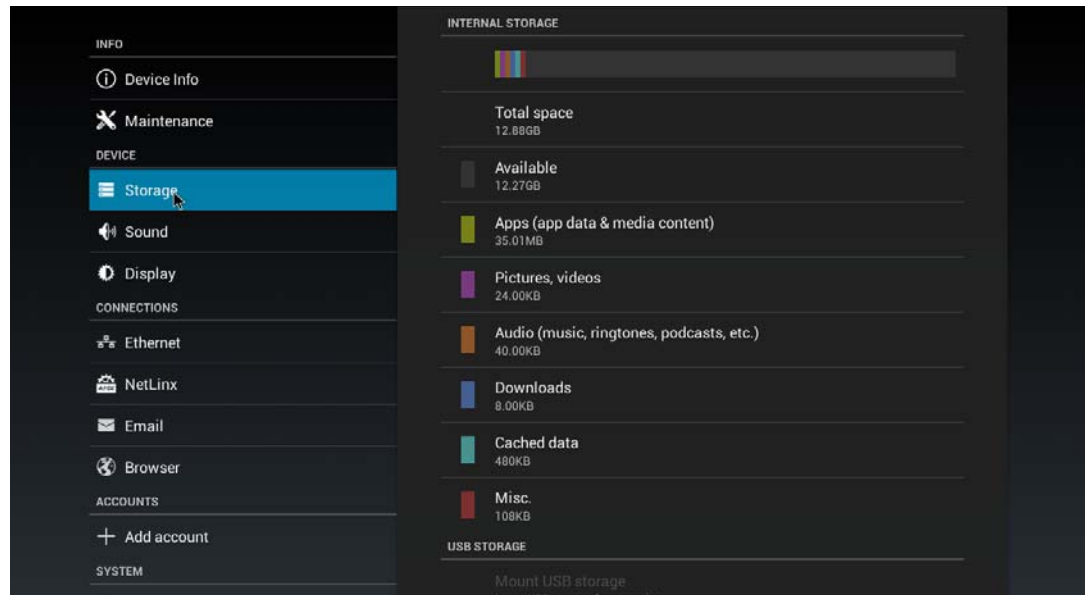 INFO
Device Info
Maintenance
DEVICE
Storage
Sound
Display
CONNECTIONS
Ethernet
NetLinx
Email
Browser
ACCOUNTS
Add account
SYSTEM
INTERNAL STORAGE
Total space
12.88GB
Available
12.27GB
Apps (app data & media content)
35.01MB
Pictures, videos
24.00KB
Audio (music, ringtones, podcasts, etc.)
40.00KB
Downloads
8.00KB
Cached data
480KB
Misc.
108KB
USB STORAGE
Mount USB storage